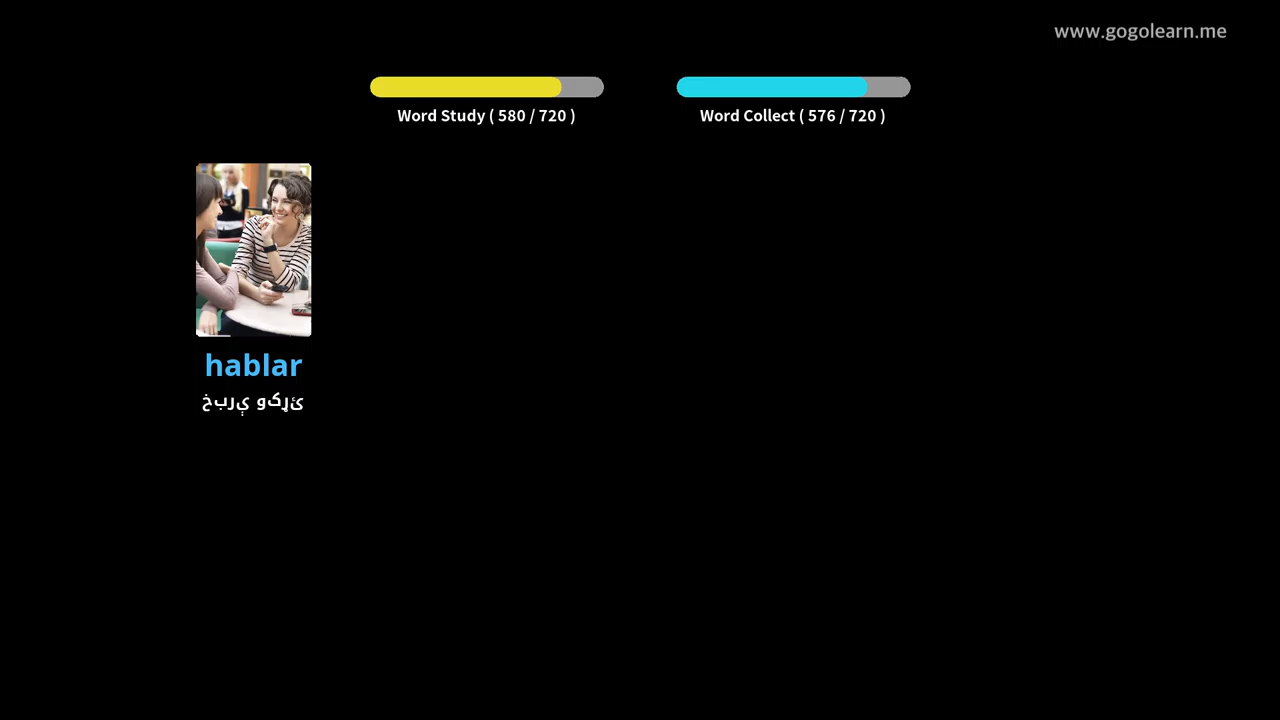 www.gogolearn.me
Word Study ( 580 / 720 )
Word Collect ( 576 / 720 )
hablar
خبرې وکړئ